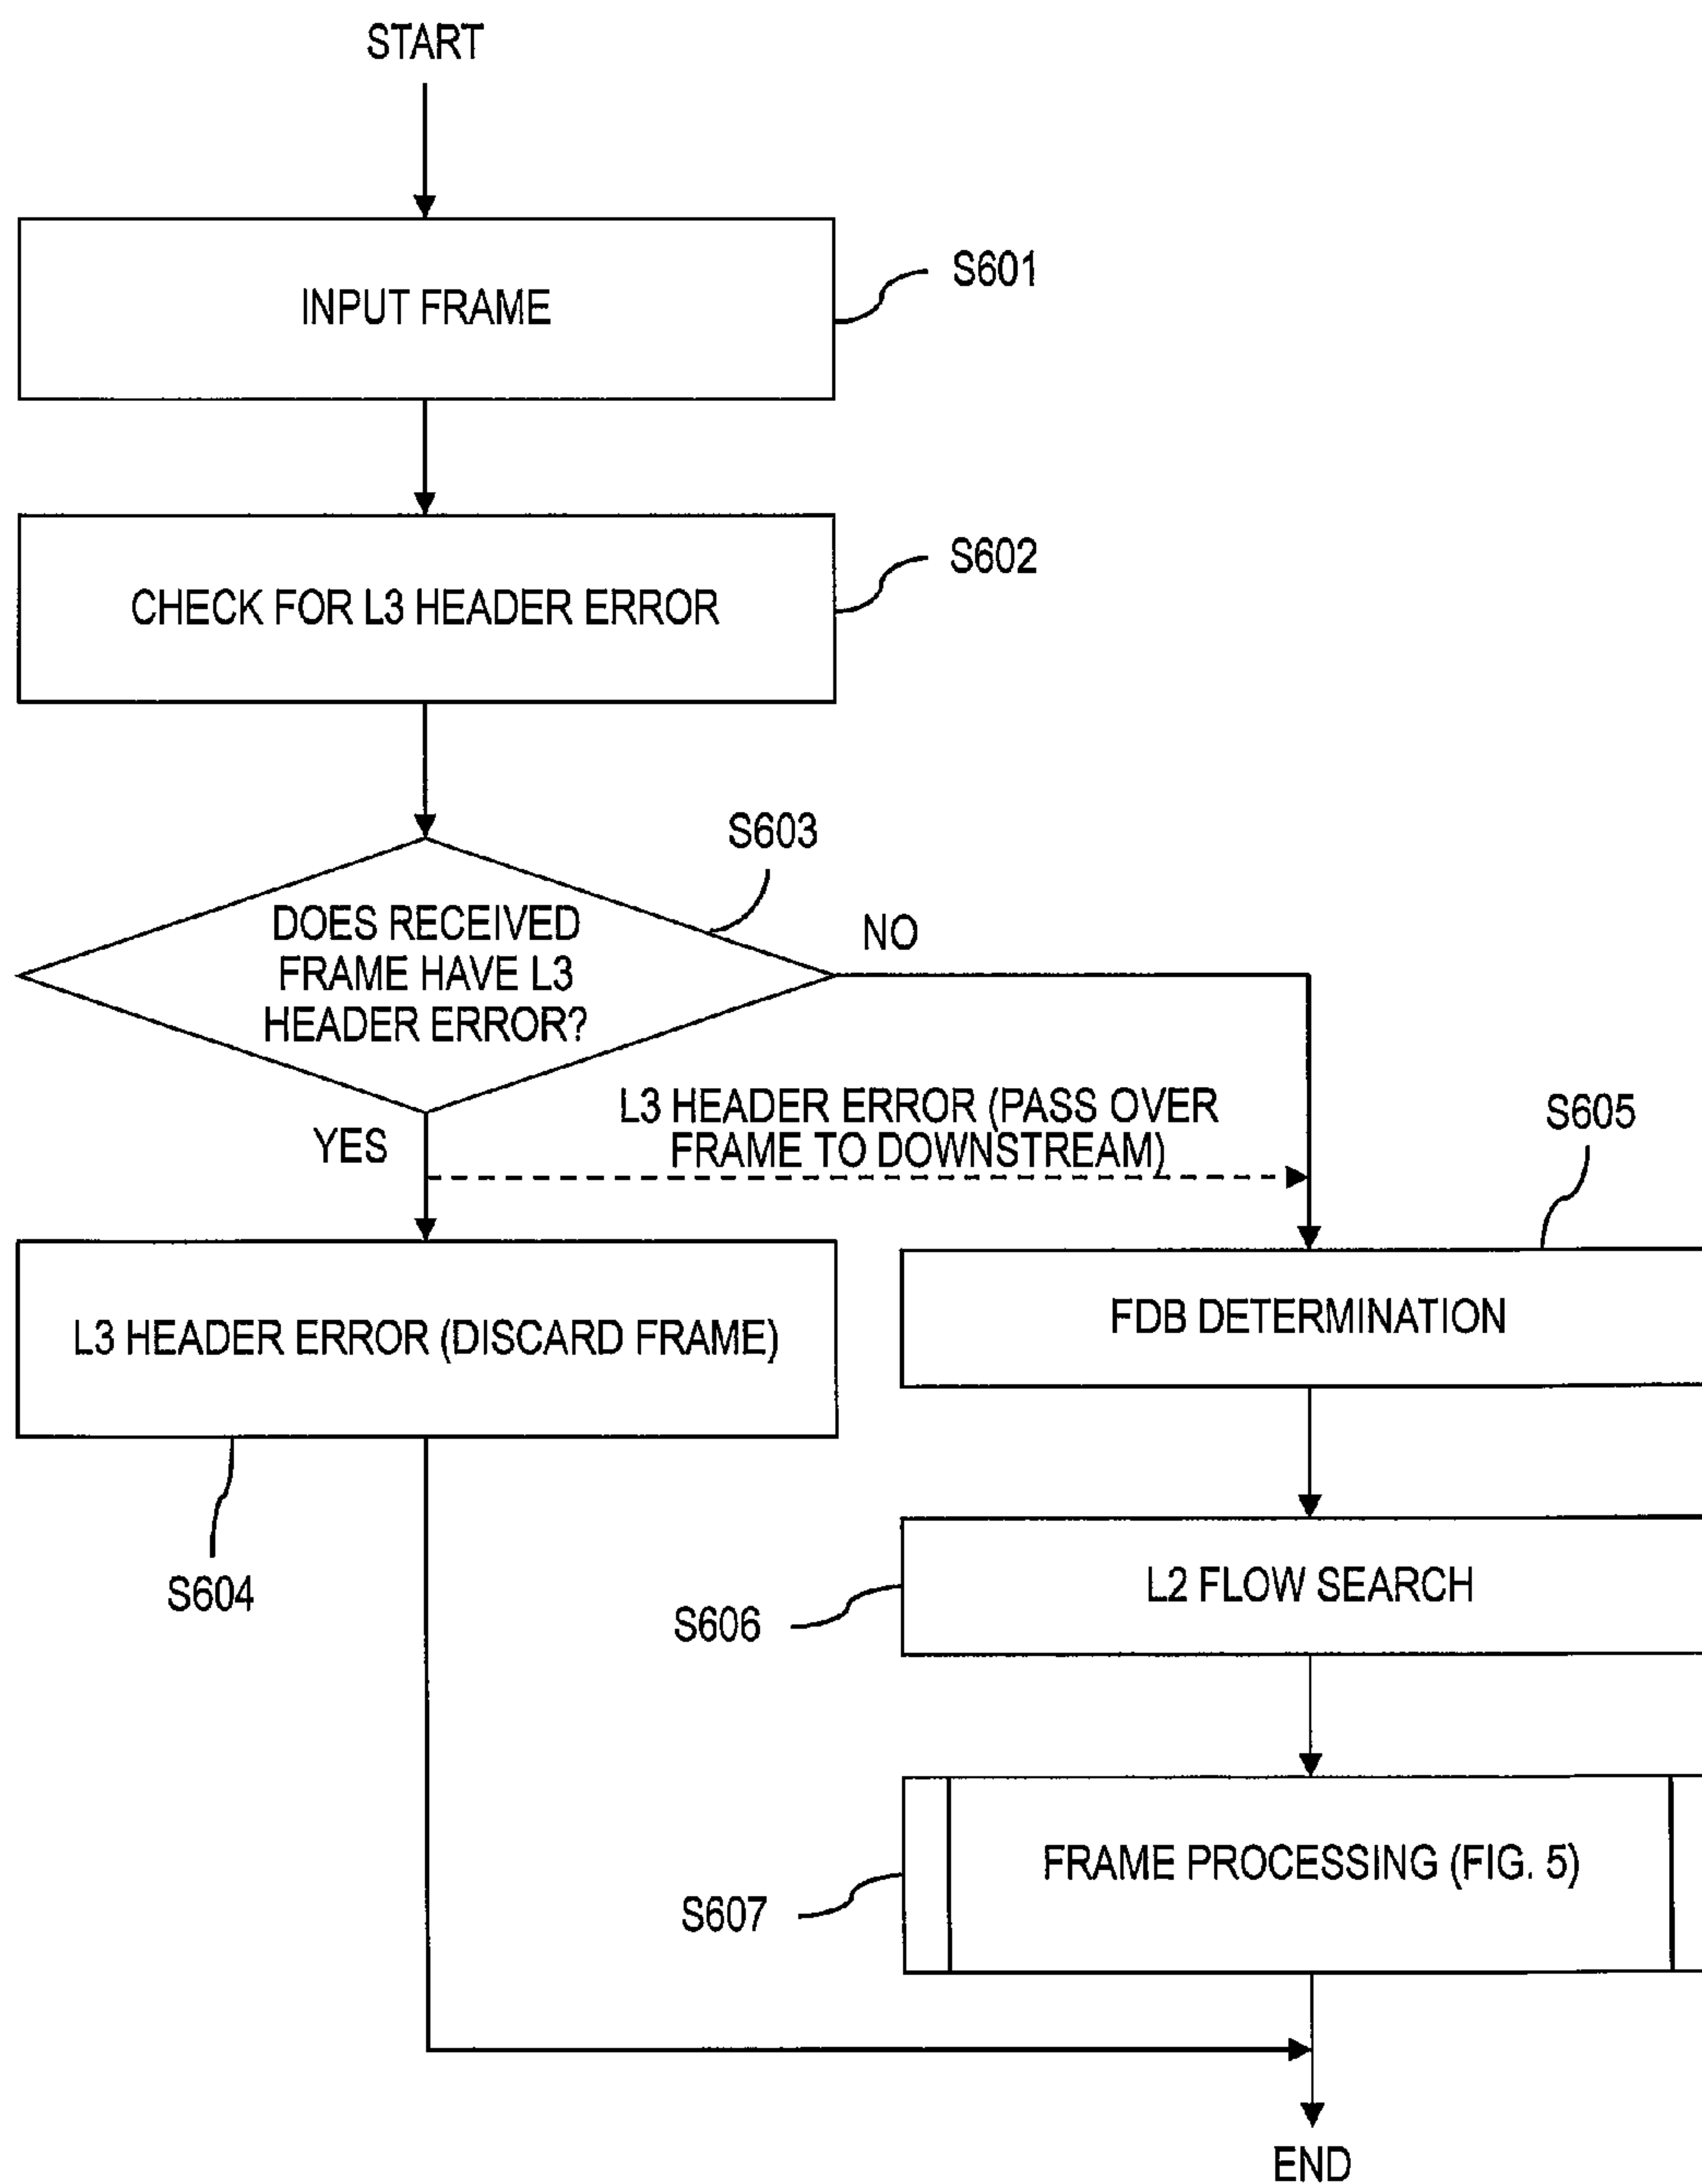 START
INPUT FRAME
S601
CHECK FOR L3 HEADER ERROR
S602
S603
DOES RECEIVED
FRAME HAVE L3
HEADER ERROR?
NO
YES
L3 HEADER ERROR (PASS OVER
FRAME TO DOWNSTREAM)
S605
L3 HEADER ERROR (DISCARD FRAME)
FDB DETERMINATION
S604
L2 FLOW SEARCH
S606
FRAME PROCESSING (FIG. 5)
S607
END